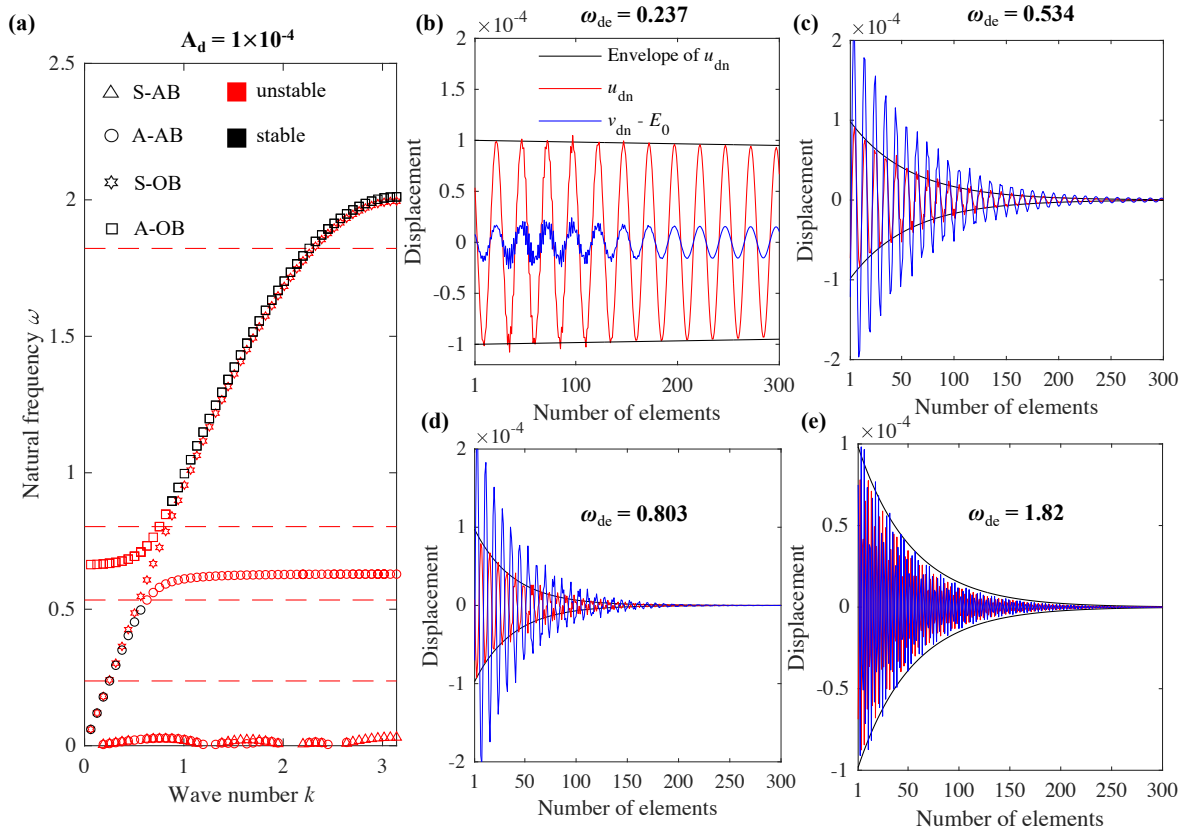 (a)
A_d = 1×10^-4
2.5
2
1.5
1
0.5
0
0
1
2
3
Natural frequency ω
Wave number k
S-AB
A-AB
S-OB
A-OB
unstable
stable
(b)
ω_de = 0.237
×10^-4
2
1.5
1
0.5
0
-0.5
-1
1
100
200
300
Displacement
Number of elements
Envelope of u_dn
u_dn
v_dn - E_0
(c)
ω_de = 0.534
×10^-4
2
1
0
-1
-2
1
50
100
150
200
250
300
Displacement
Number of elements
(d)
×10^-4
ω_de = 0.803
2
1
0
-1
-2
1
50
100
150
200
250
300
Displacement
Number of elements
(e)
×10^-4
ω_de = 1.82
1
0.5
0
-0.5
-1
1
50
100
150
200
250
300
Displacement
Number of elements